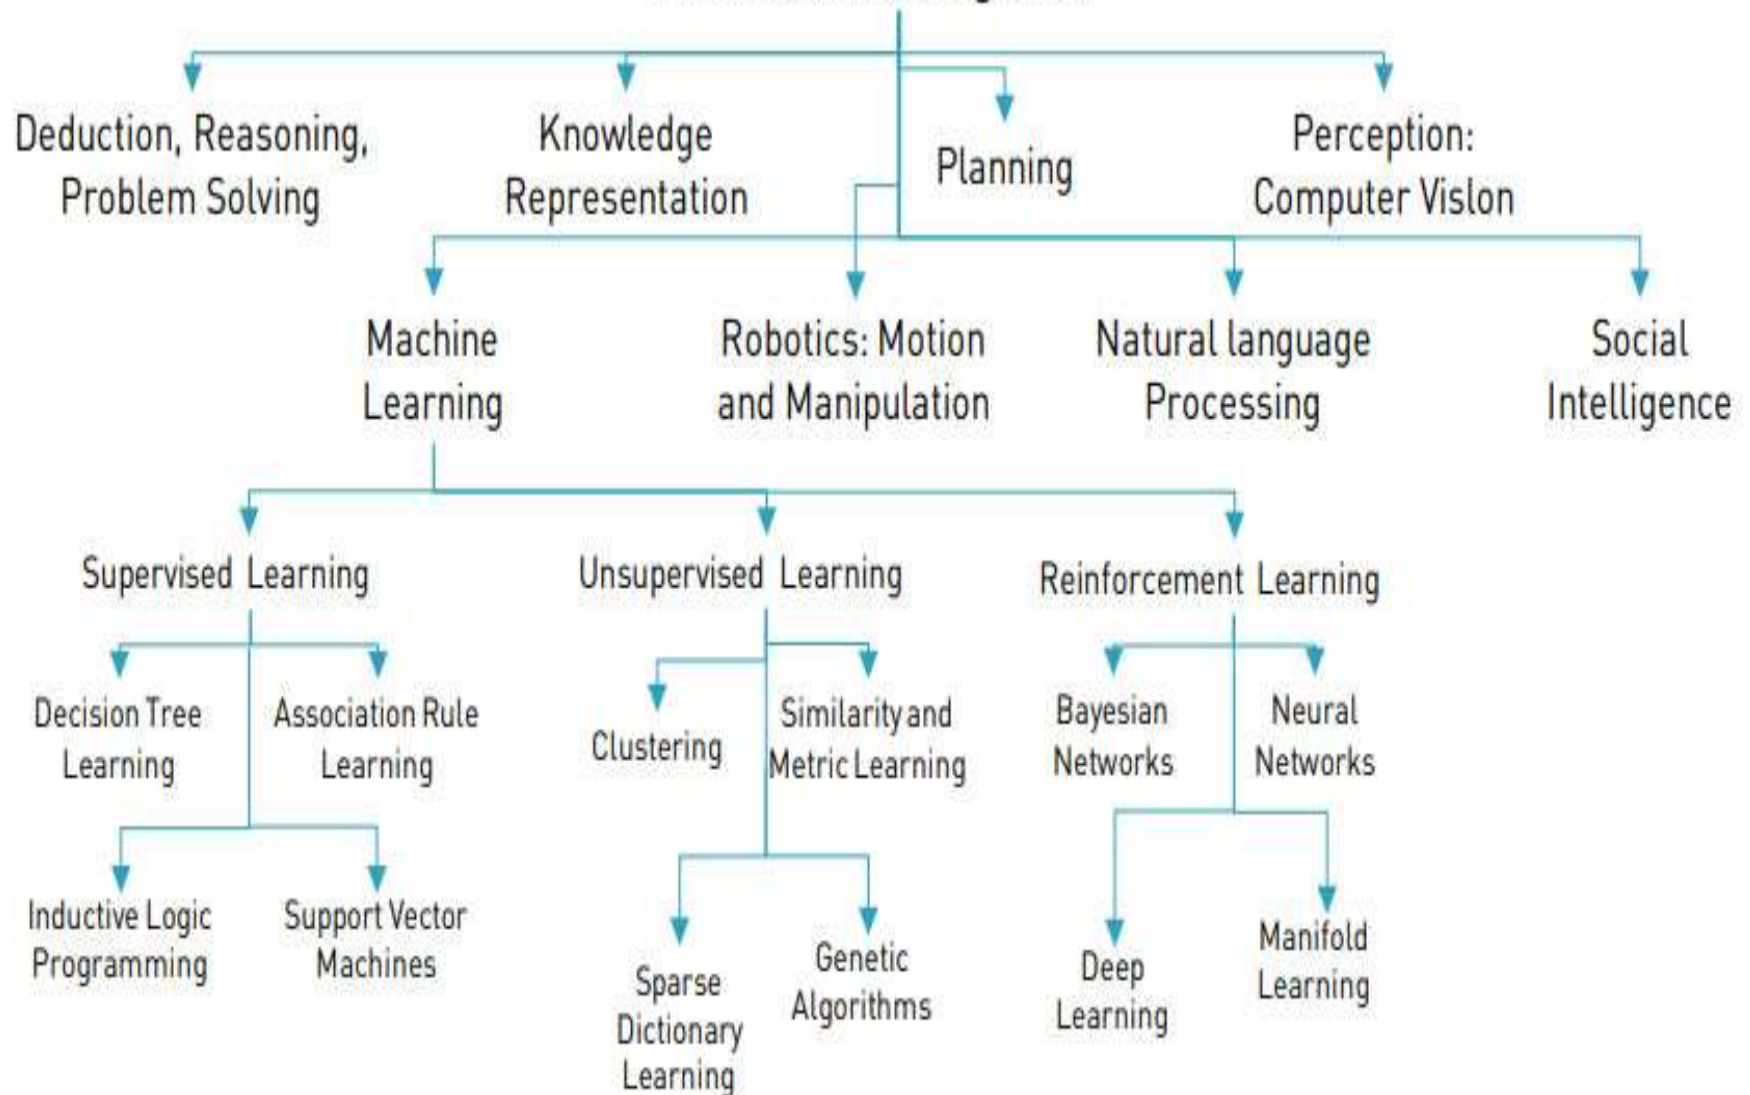 Deduction, Reasoning,
Problem Solving
Knowledge
Representation
Planning
Perception:
Computer Vislon
Machine
Learning
Robotics: Motion
and Manipulation
Natural language
Processing
Social
Intelligence
Supervised Learning
Unsupervised Learning
Reinforcement Learning
Decision Tree
Learning
Association Rule
Learning
Clustering
Similarity and
Metric Learning
Bayesian
Networks
Neural
Networks
Inductive Logic
Programming
Support Vector
Machines
Sparse
Dictionary
Learning
Genetic
Algorithms
Deep
Learning
Manifold
Learning